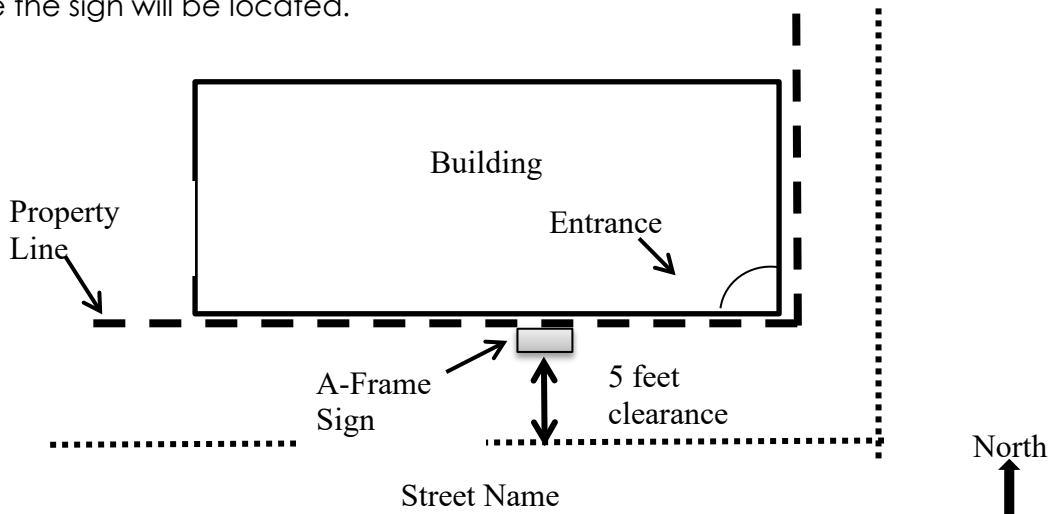 e the sign will be located.
Building
Entrance
Property
Line
A-Frame
Sign
5 feet
clearance
North
Street Name